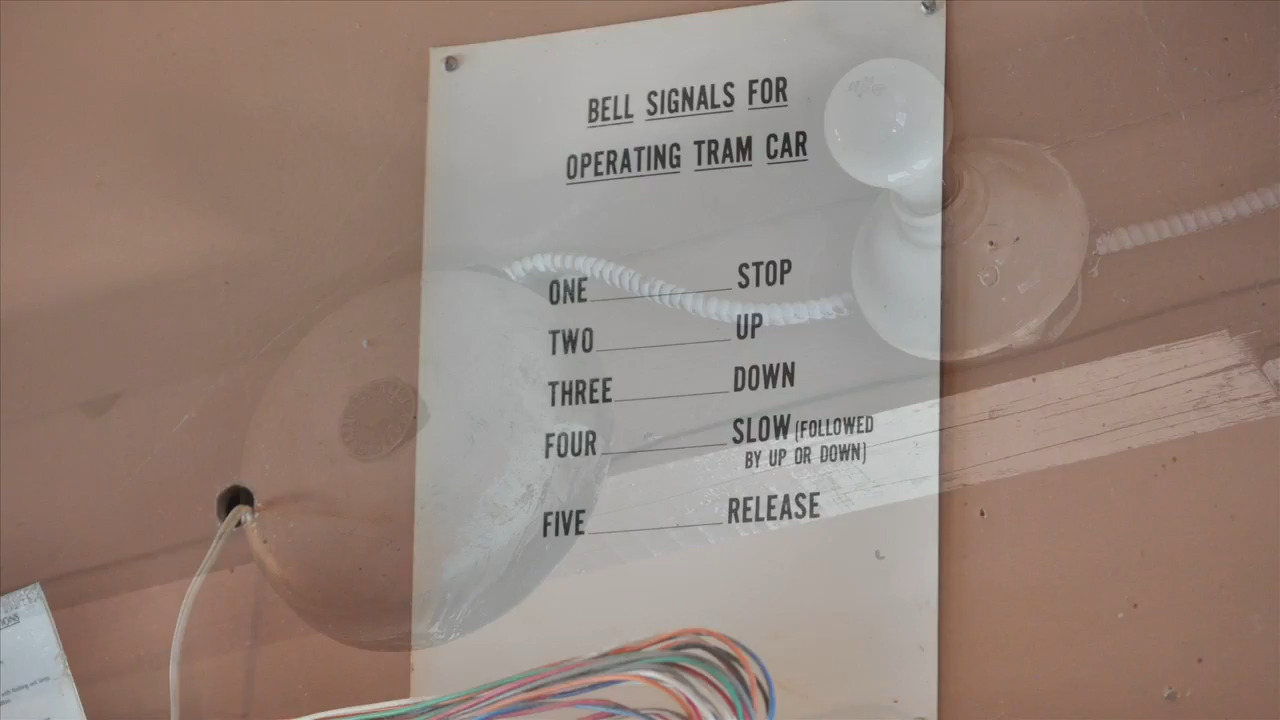 BELL SIGNALS FOR
OPERATING TRAM CAR
ONE STOP
TWO UP
THREE DOWN
FOUR SLOW (FOLLOWED
BY UP OR DOWN)
FIVE RELEASE